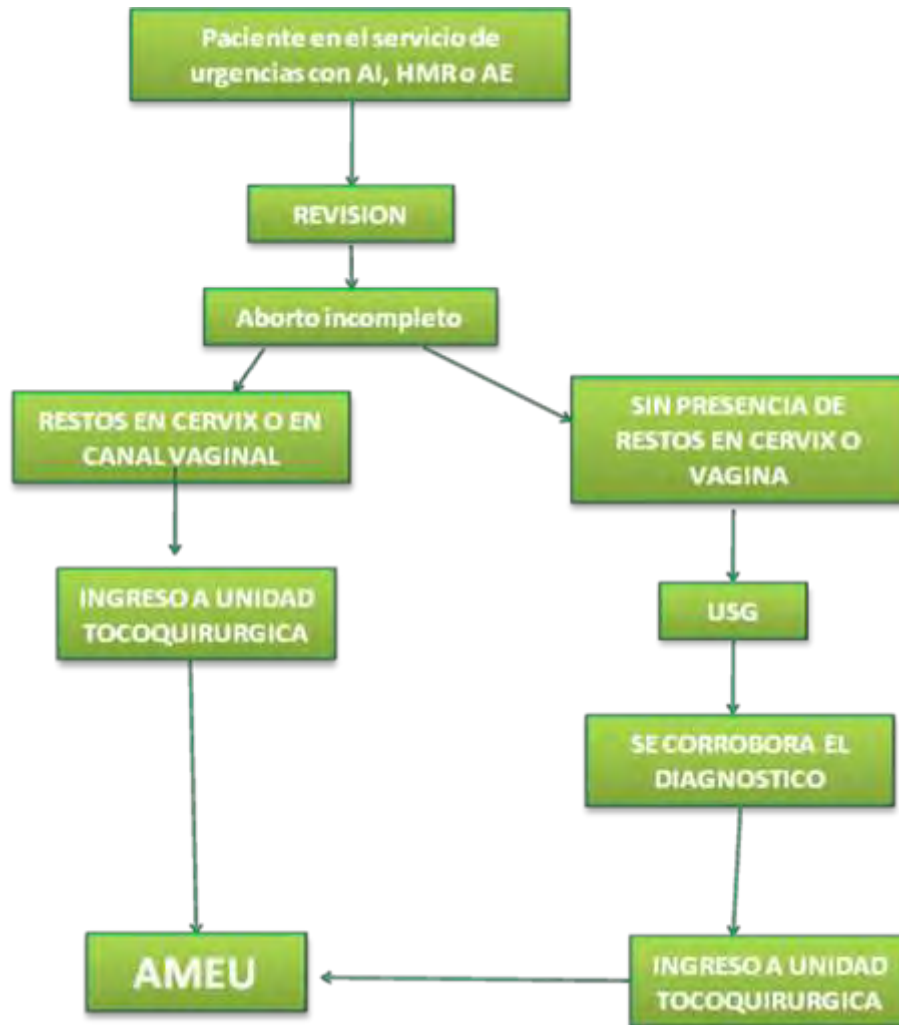 Paciente en el servicio de
urgencias con AI, HMR o AE
REVISION
Aborto incompleto
RESTOS EN CERVIX O EN
CANAL VAGINAL
SIN PRESENCIA DE
RESTOS EN CERVIX O
VAGINA
INGRESO A UNIDAD
TOCOQUIRURGICA
USG
SE CORROBORA EL
DIAGNOSTICO
AMEU
INGRESO A UNIDAD
TOCOQUIRURGICA